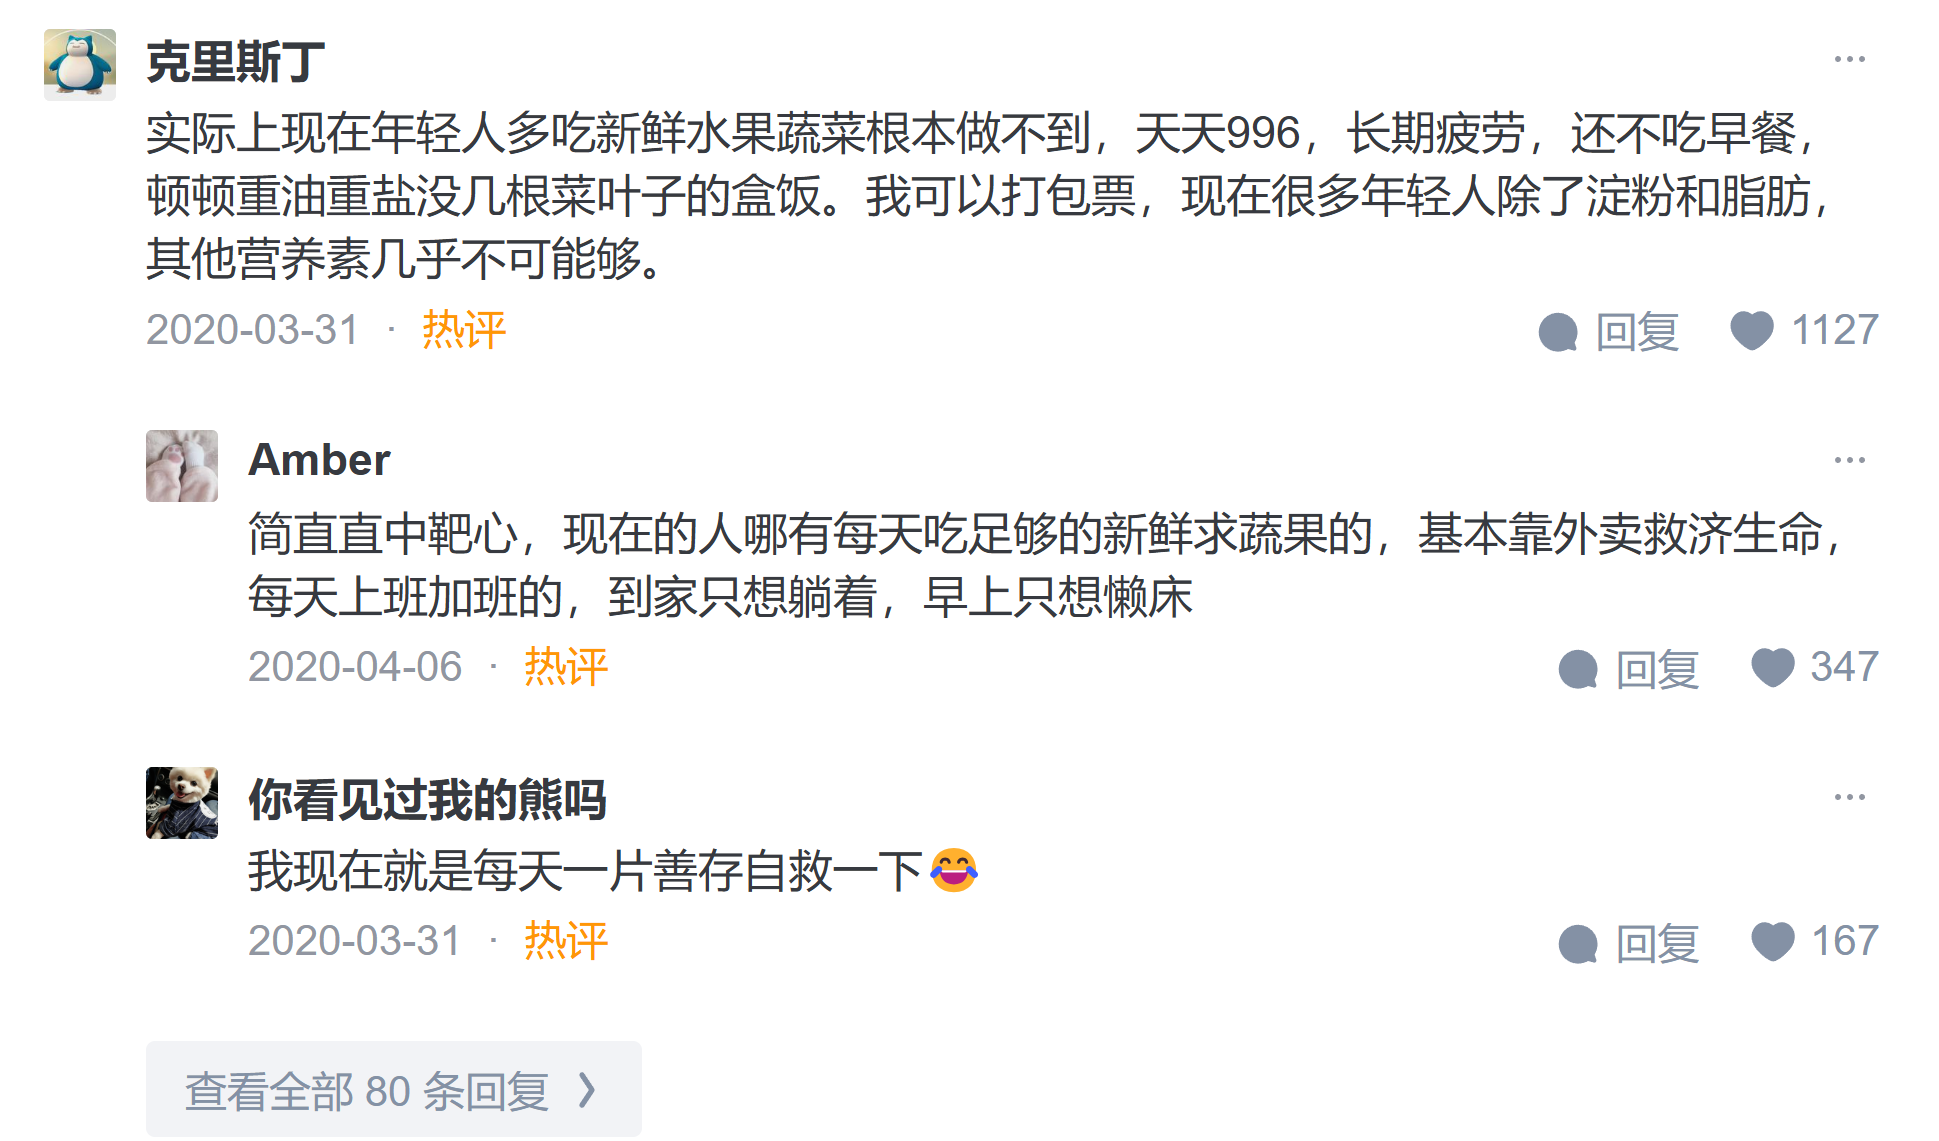 克里斯丁
实际上现在年轻人多吃新鲜水果蔬菜根本做不到，天天996，长期疲劳，还不吃早餐，
顿顿重油重盐没几根菜叶子的盒饭。我可以打包票，现在很多年轻人除了淀粉和脂肪，
其他营养素几乎不可能够。
2020-03-31 · 热评 回复 1127
Amber
简直直中靶心，现在的人哪有每天吃足够的新鲜求蔬果的，基本靠外卖救济生命，
每天上班加班的，到家只想躺着，早上只想懒床
2020-04-06 · 热评 回复 347
你看见过我的熊吗
我现在就是每天一片善存自救一下😂
2020-03-31 · 热评 回复 167
查看全部 80 条回复